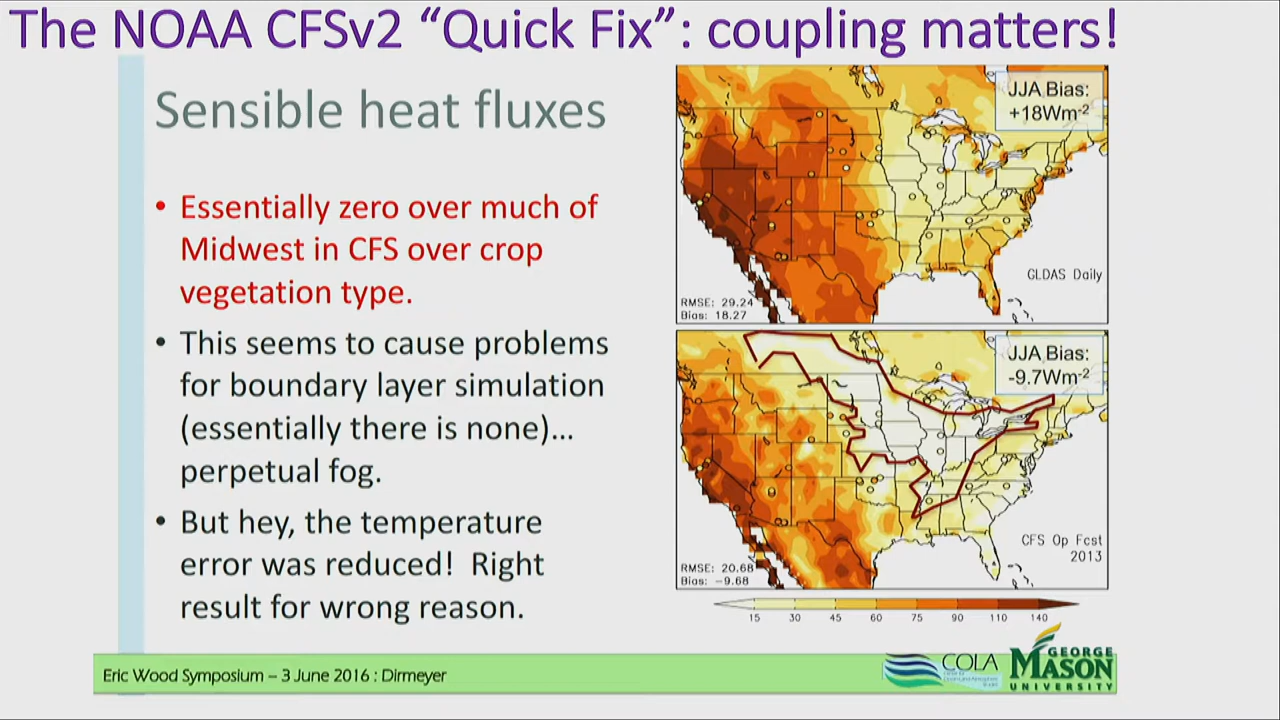 The NOAA CFSv2 “Quick Fix”: coupling matters!
Sensible heat fluxes
• Essentially zero over much of
Midwest in CFS over crop
vegetation type.
• This seems to cause problems
for boundary layer simulation
(essentially there is none)…
perpetual fog.
• But hey, the temperature
error was reduced!  Right
result for wrong reason.
JJA Bias:
+18Wm-2
GLDAS Daily
RMSE: 29.24
Bias: 18.27
JJA Bias:
-9.7Wm-2
CFS Op Fcst
2013
RMSE: 20.68
Bias: -9.68
15 30 45 60 75 90 110 140
Eric Wood Symposium – 3 June 2016 : Dirmeyer
COLA
GEORGE
MASON
UNIVERSITY